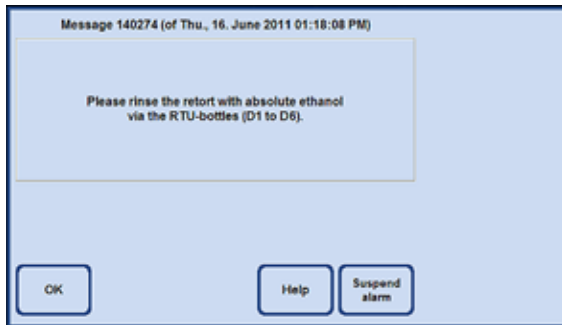 Message 140274 (of Thu., 16. June 2011 01:18:08 PM)
Please rinse the retort with absolute ethanol
via the RTU-bottles (D1 to D6).
OK
Help
Suspend
alarm